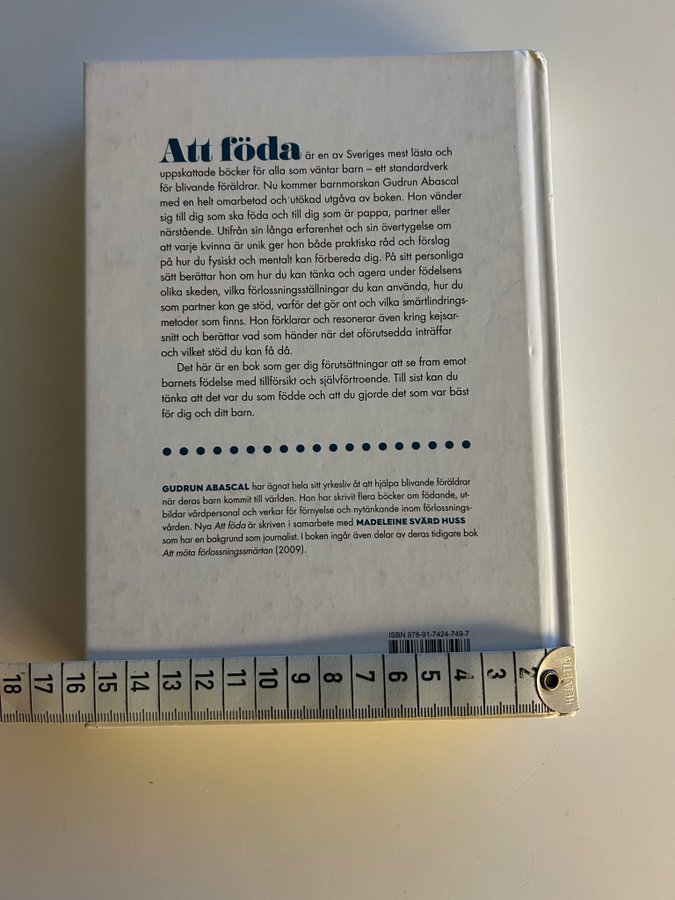 Att föda är en av Sveriges mest lästa och
uppskattade böcker för alla som väntar barn – ett standardverk
för blivande föräldrar. Nu kommer barnmorskan Gudrun Abascal
med en helt omarbetad och utökad utgåva av boken. Hon vänder
sig till dig som ska föda och till dig som är pappa, partner eller
närstående. Utifrån sin långa erfarenhet och sin övertygelse om
att varje kvinna är unik ger hon både praktiska råd och förslag
på hur du fysiskt och mentalt kan förbereda dig. På sitt personliga
sätt berättar hon om hur du kan tänka och agera under födelsens
olika skeden, vilka förlossningsställningar du kan använda, hur du
som partner kan ge stöd, varför det gör ont och vilka smärtlindrings-
metoder som finns. Hon förklarar och resonerar även kring kejsar-
snitt och berättar vad som händer när det oförutsedda inträffar
och vilket stöd du kan få då.
Det här är en bok som ger dig förutsättningar att se fram emot
barnets födelse med tillförsikt och självförtroende. Till sist kan du
tänka att det var du som födde och att du gjorde det som var bäst
för dig och ditt barn.
GUDRUN ABASCAL har ägnat hela sitt yrkesliv åt att hjälpa blivande föräldrar
när deras barn kommit till världen. Hon har skrivit flera böcker om födande, ut-
bildar vårdpersonal och verkar för förnyelse och nytänkande inom förlossnings-
vården. Nya Att föda är skriven i samarbete med MADELEINE SVÄRD HUSS
som har en bakgrund som journalist. I boken ingår även delar av deras tidigare bok
Att möta förlossningssmärtan (2009).
ISBN 978-91-7424-749-7
18 17 16 15 14 13 12 11 10 9 8 7 6 5 4 3 2
HELVETIA